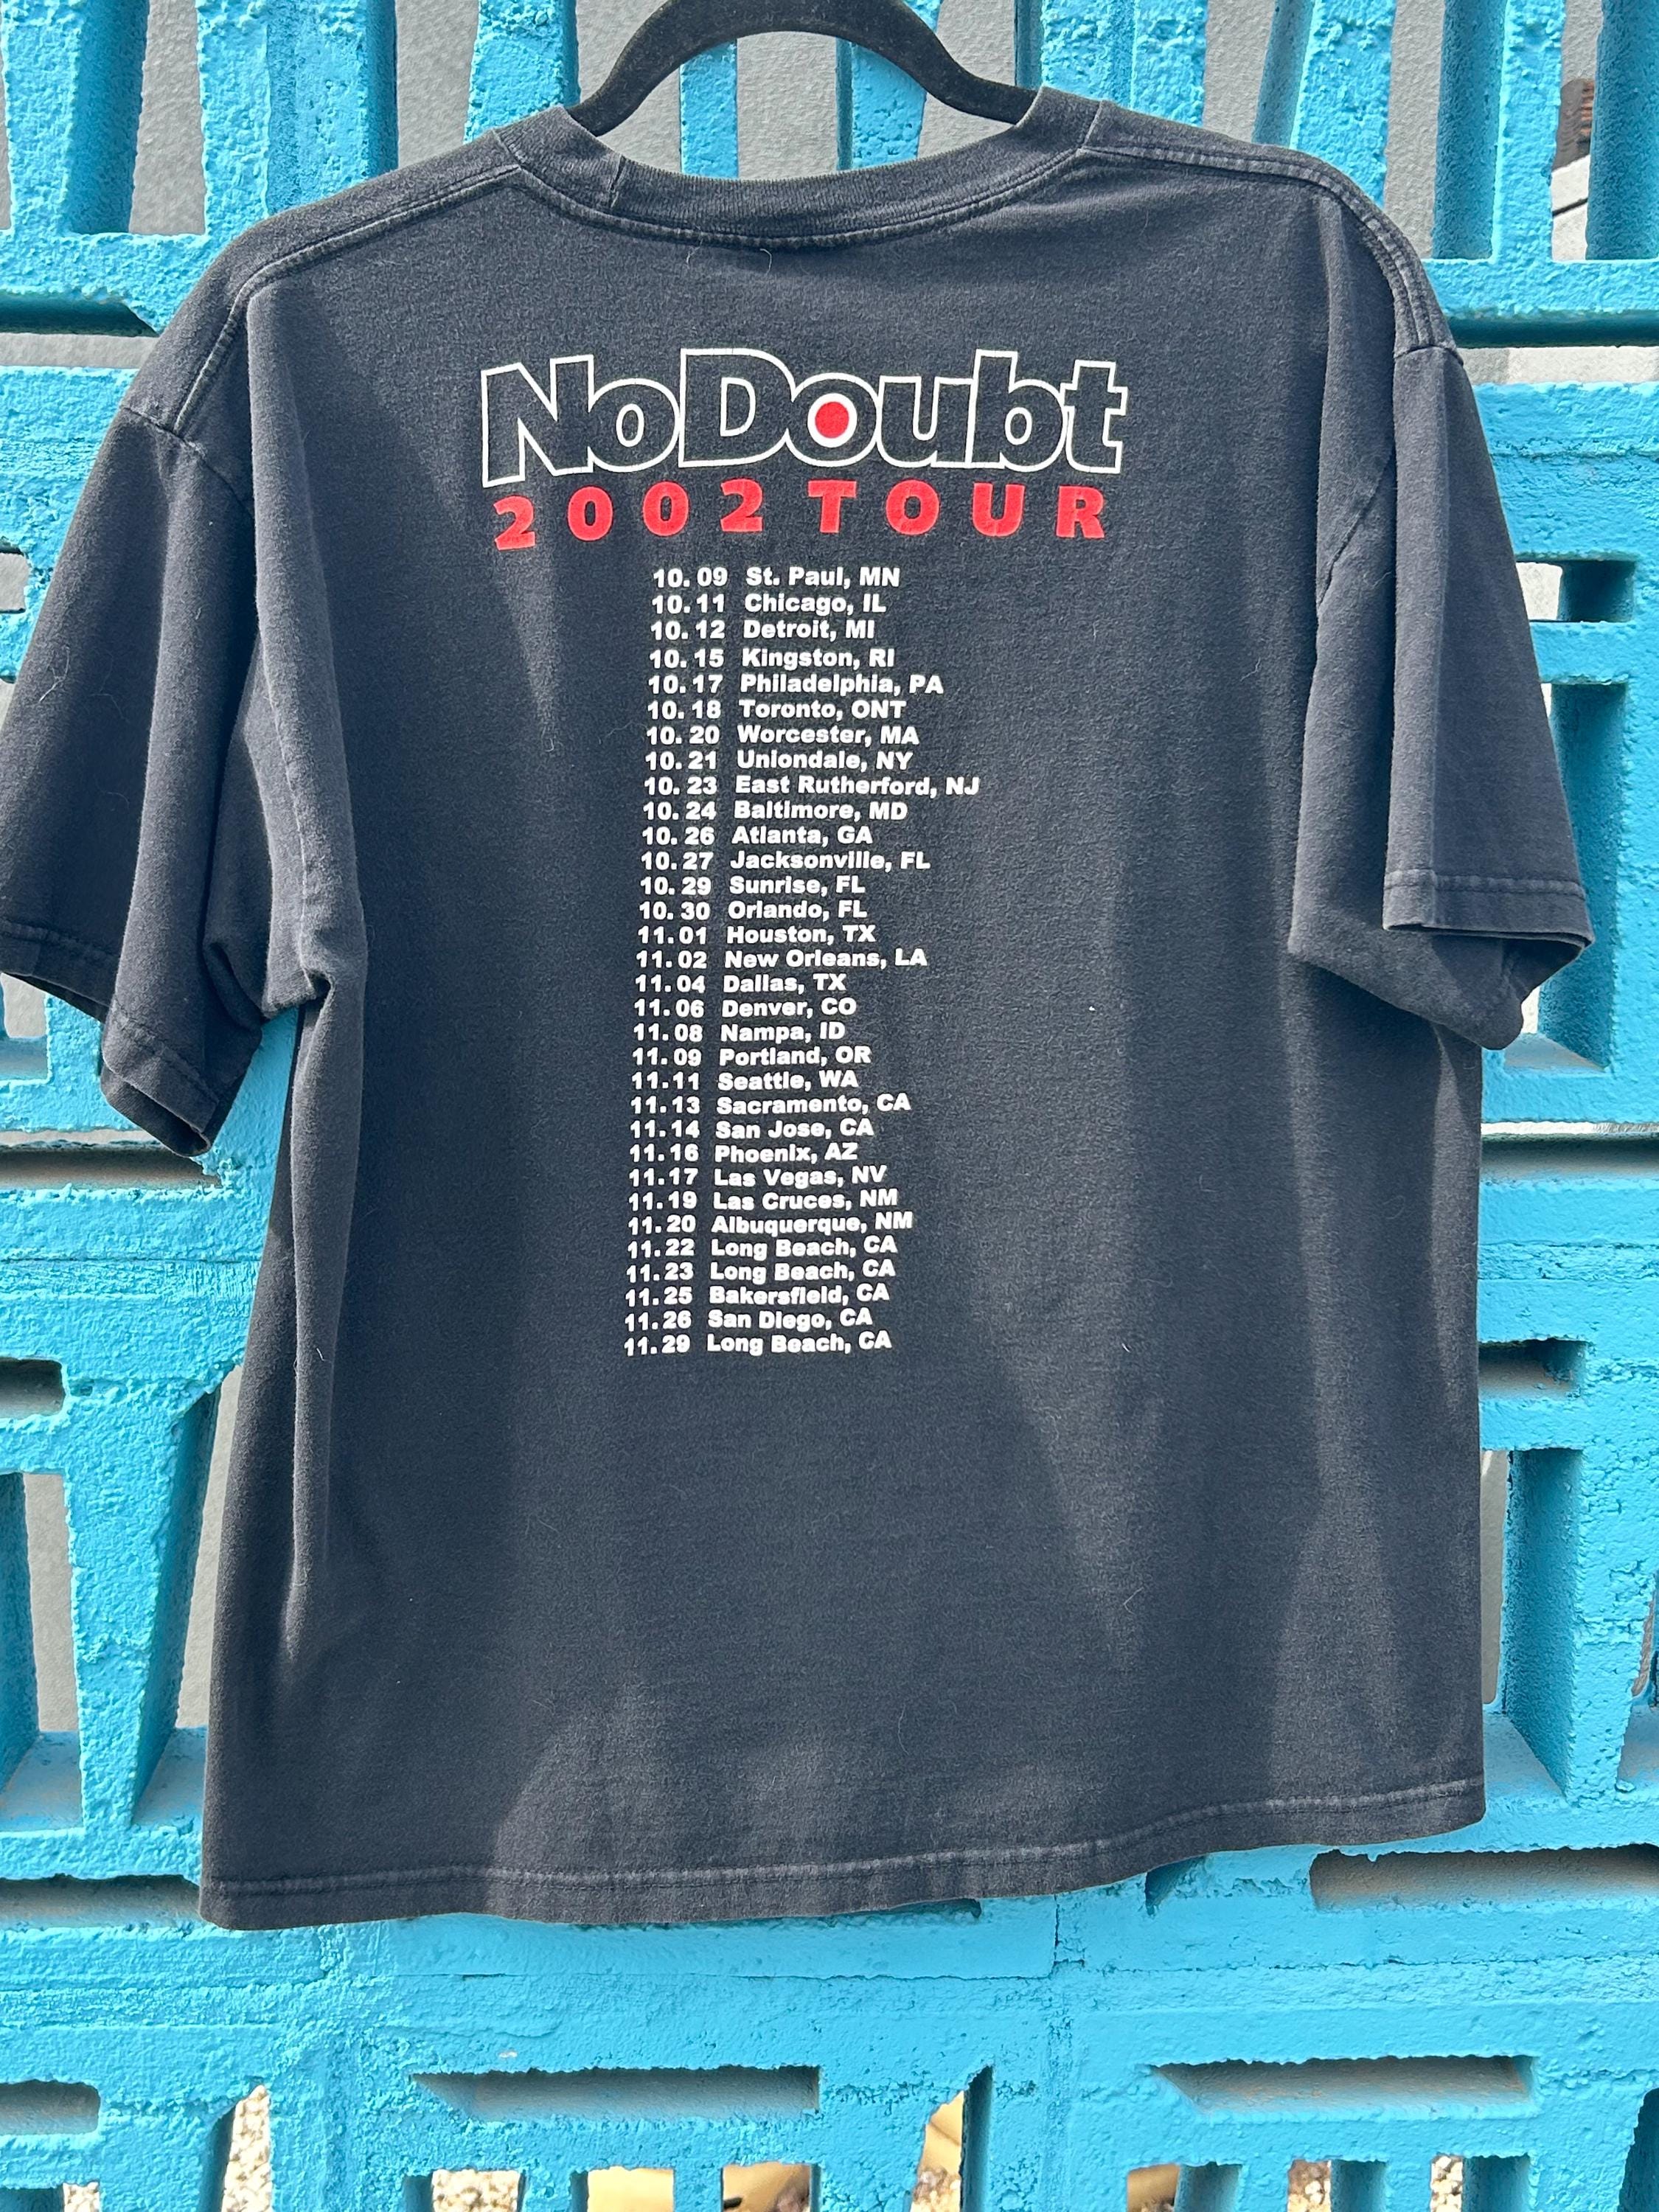 NoDoubt
2002 TOUR
10. 09 St. Paul, MN
10. 11 Chicago, IL
10. 12 Detroit, MI
10. 15 Kingston, RI
10. 17 Philadelphia, PA
10. 18 Toronto, ONT
10. 20 Worcester, MA
10. 21 Uniondale, NY
10. 23 East Rutherford, NJ
10. 24 Baltimore, MD
10. 26 Atlanta, GA
10. 27 Jacksonville, FL
10. 29 Sunrise, FL
10. 30 Orlando, FL
11. 01 Houston, TX
11. 02 New Orleans, LA
11. 04 Dallas, TX
11. 06 Denver, CO
11. 08 Nampa, ID
11. 09 Portland, OR
11. 11 Seattle, WA
11. 13 Sacramento, CA
11. 14 San Jose, CA
11. 16 Phoenix, AZ
11. 17 Las Vegas, NV
11. 19 Las Cruces, NM
11. 20 Albuquerque, NM
11. 22 Long Beach, CA
11. 23 Long Beach, CA
11. 25 Bakersfield, CA
11. 26 San Diego, CA
11. 29 Long Beach, CA